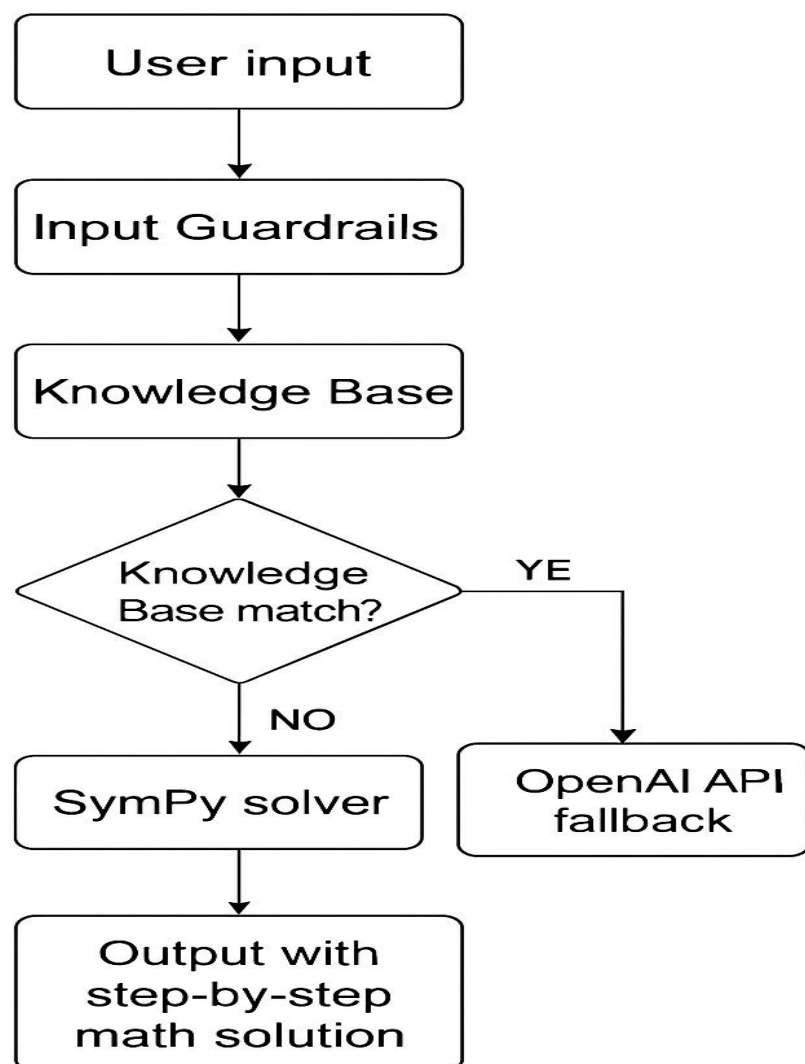 User input
Input Guardrails
Knowledge Base
Knowledge
Base match?
YE
NO
SymPy solver
OpenAI API
fallback
Output with
step-by-step
math solution